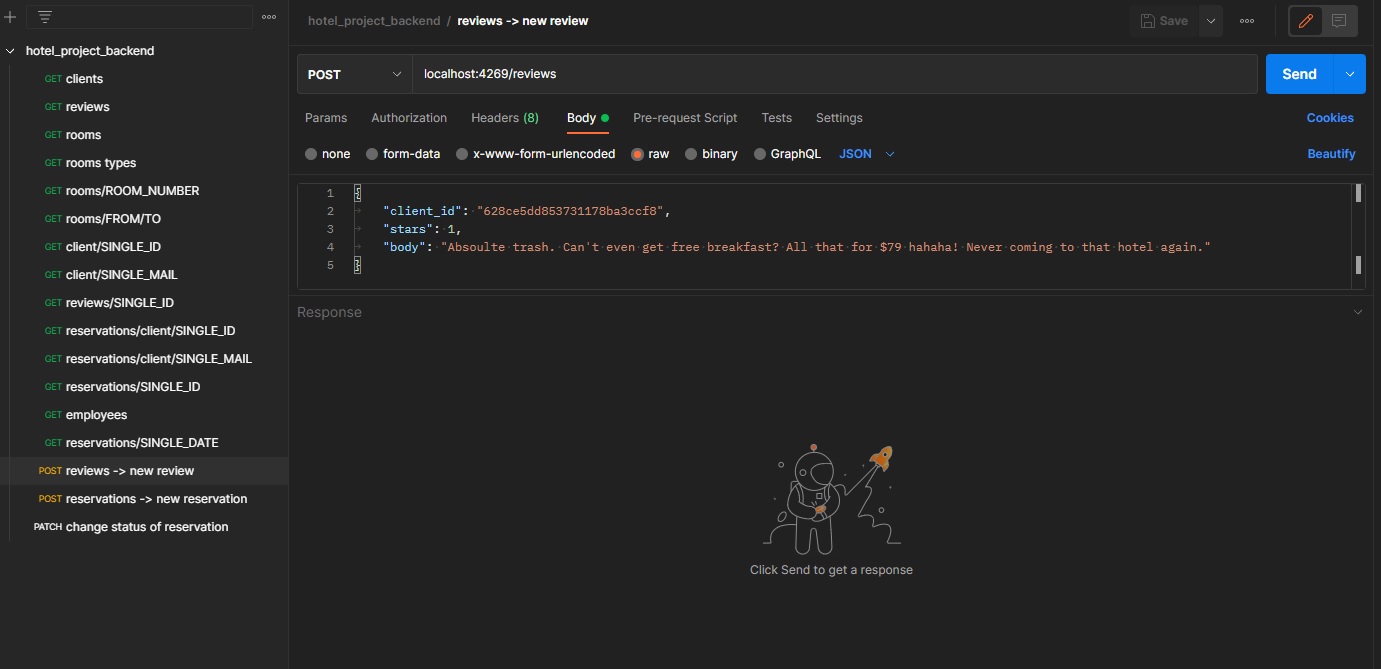 hotel_project_backend / reviews -> new review
Save
POST
localhost:4269/reviews
Send
Params Authorization Headers (8) Body Pre-request Script Tests Settings Cookies
none form-data x-www-form-urlencoded raw binary GraphQL JSON Beautify
1 {
2 "client_id": "628ce5dd853731178ba3ccf8",
3 "stars": 1,
4 "body": "Absoulte trash. Can't even get free breakfast? All that for $79 hahaha! Never coming to that hotel again."
5 }
Response
Click Send to get a response
hotel_project_backend
GET clients
GET reviews
GET rooms
GET rooms types
GET rooms/ROOM_NUMBER
GET rooms/FROM/TO
GET client/SINGLE_ID
GET client/SINGLE_MAIL
GET reviews/SINGLE_ID
GET reservations/client/SINGLE_ID
GET reservations/client/SINGLE_MAIL
GET reservations/SINGLE_ID
GET employees
GET reservations/SINGLE_DATE
POST reviews -> new review
POST reservations -> new reservation
PATCH change status of reservation